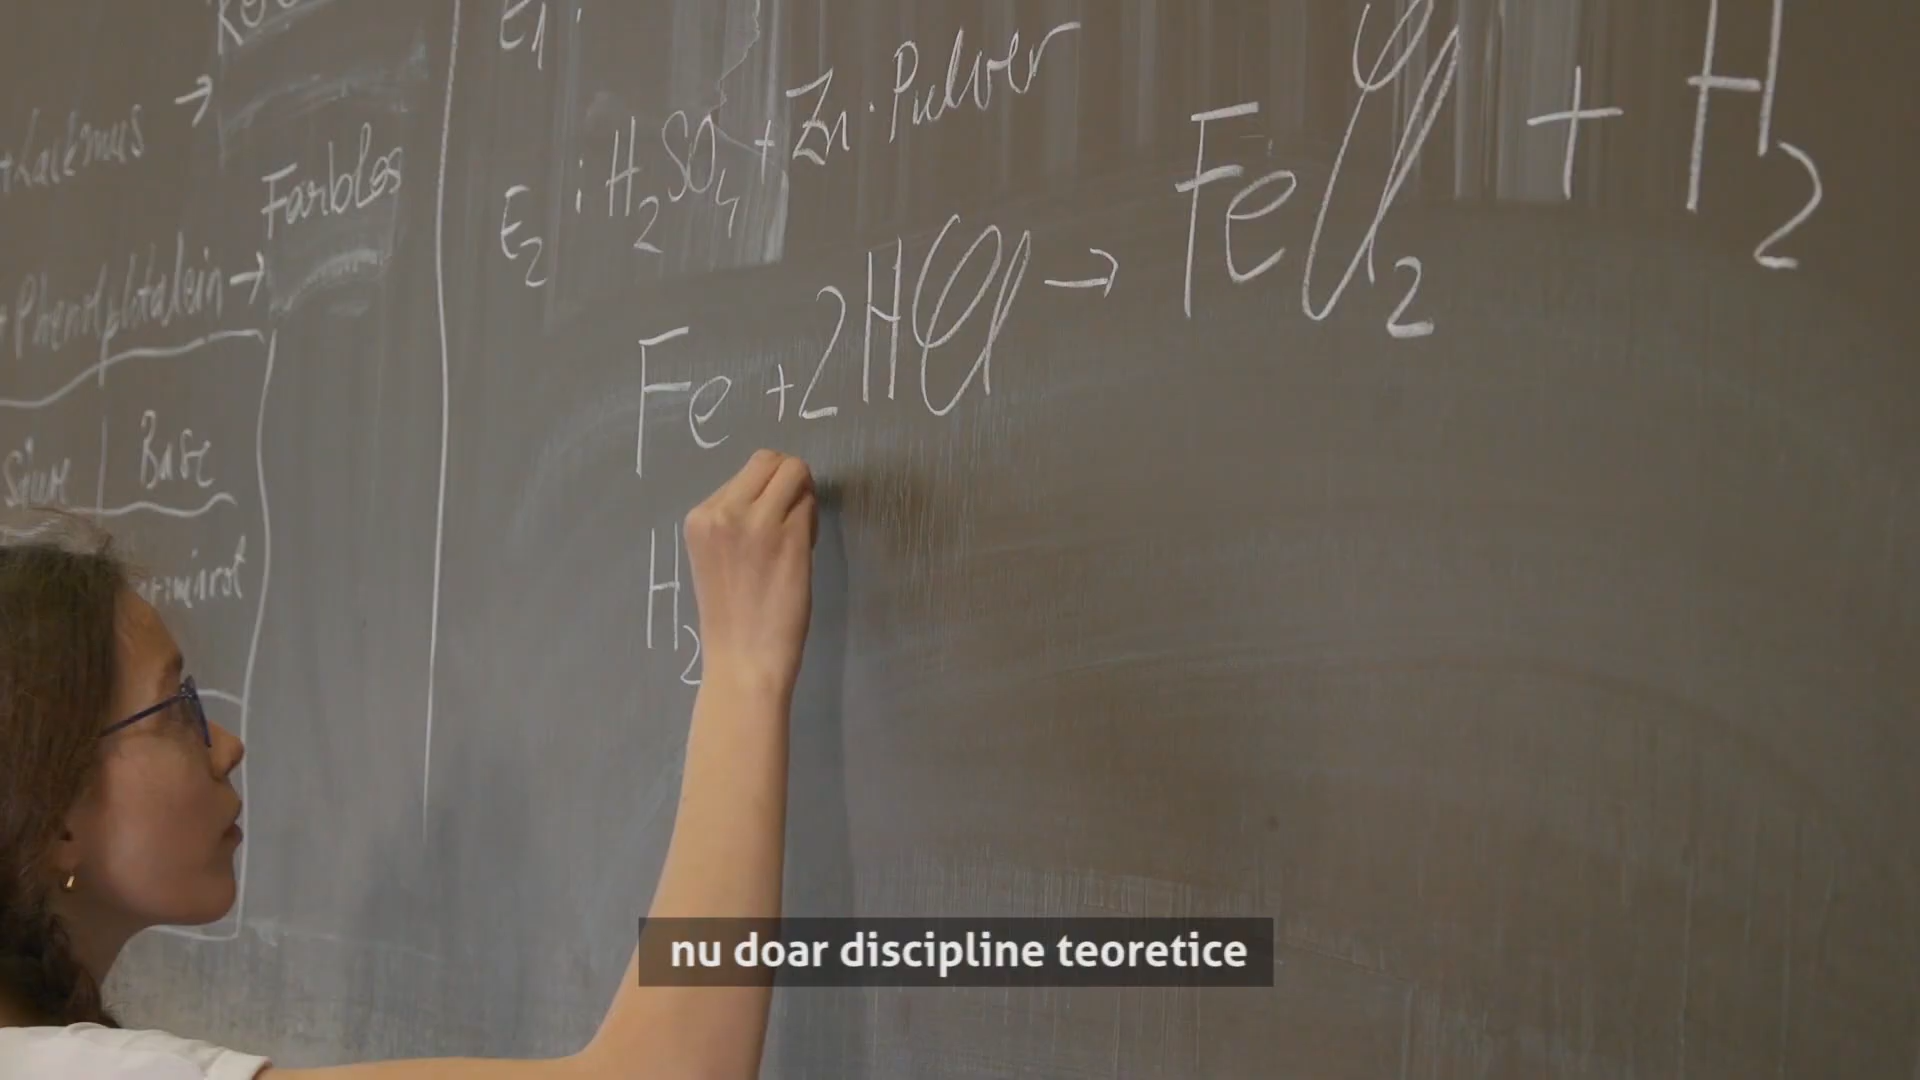 E1:
+Lackmus →
Farblos
+Phenolphtalein →
Säure | Base
E2: H2SO4 + Zn-Pulver
Fe + 2HCl → FeCl2 + H2
H2
nu doar discipline teoretice